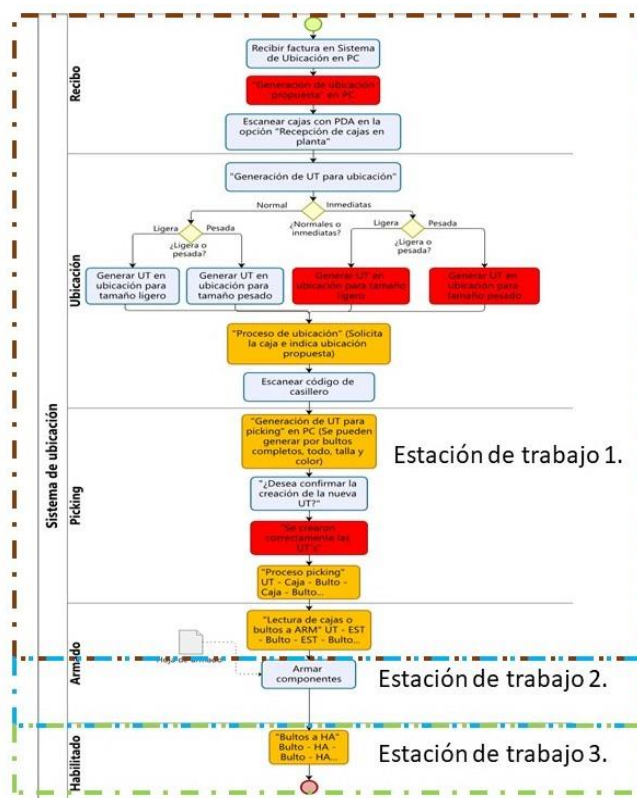 Sistema de ubicación
Recibo
Recibir factura en Sistema
de Ubicación en PC
"Generación de ubicación
propuesta" en PC
Escanear cajas con PDA en la
opción "Recepción de cajas en
planta"
Ubicación
"Generación de UT para ubicación"
Normal
Inmediatas
¿Normales o
inmediatas?
Ligera
Pesada
¿Ligera o
pesada?
Ligera
Pesada
¿Ligera o
pesada?
Generar UT en
ubicación para
tamaño ligero
Generar UT en
ubicación para
tamaño pesado
Generar UT en
ubicación para tamaño
ligero
Generar UT en
ubicación para
tamaño pesado
"Proceso de ubicación" (Solicita
la caja e indica ubicación
propuesta)
Escanear código de
casillero
Picking
"Generación de UT para
picking" en PC (Se pueden
generar por bultos
completos, todo, talla y
color)
Estación de trabajo 1.
"¿Desea confirmar la
creación de la nueva
UT?"
"Se crearon
correctamente las
UT's"
"Proceso picking"
UT - Caja - Bulto -
Caja - Bulto...
Armado
"Lectura de cajas o
bultos a ARM" UT - EST
- Bulto - EST - Bulto...
Hoja de armado
Armar
componentes
Estación de trabajo 2.
Habilitado
"Bultos a HA"
Bulto - HA -
Bulto - HA...
Estación de trabajo 3.